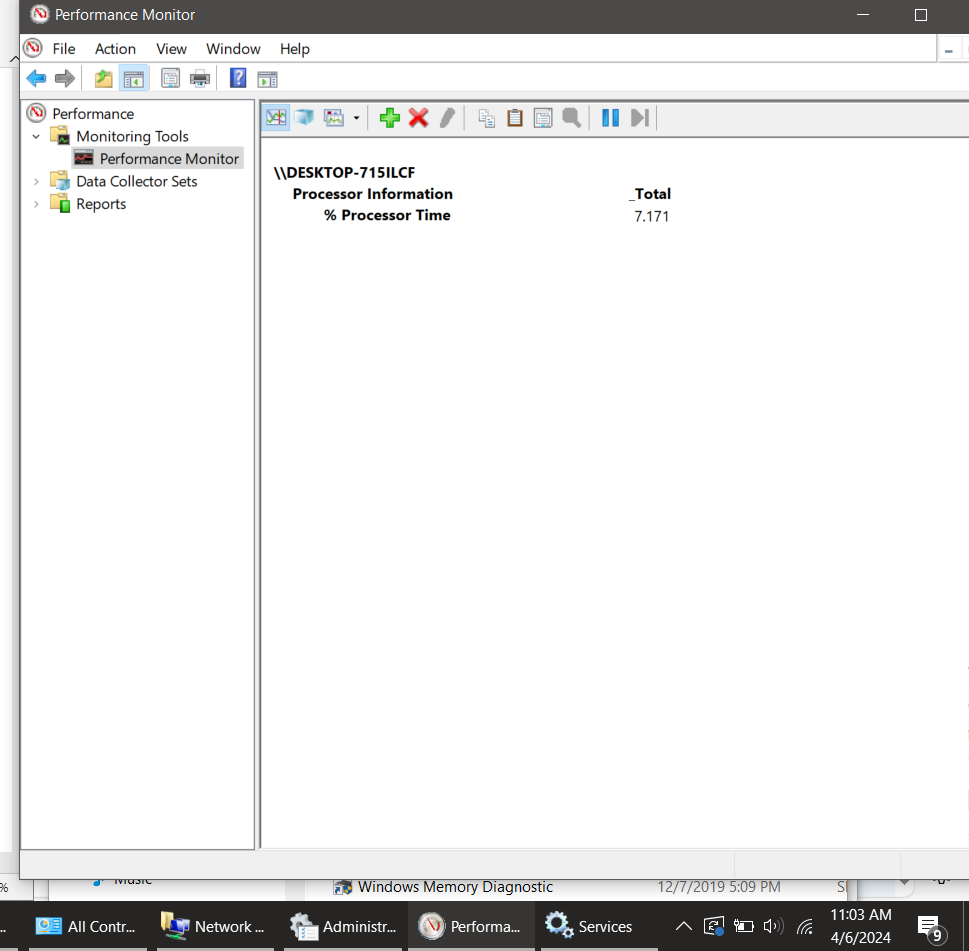 Performance Monitor
File Action View Window Help
Performance
Monitoring Tools
Performance Monitor
Data Collector Sets
Reports
\\DESKTOP-715ILCF
Processor Information _Total
% Processor Time 7.171
%
Windows Memory Diagnostic 12/7/2019 5:09 PM
All Contr... Network ... Administr... Performa... Services
11:03 AM
4/6/2024
9